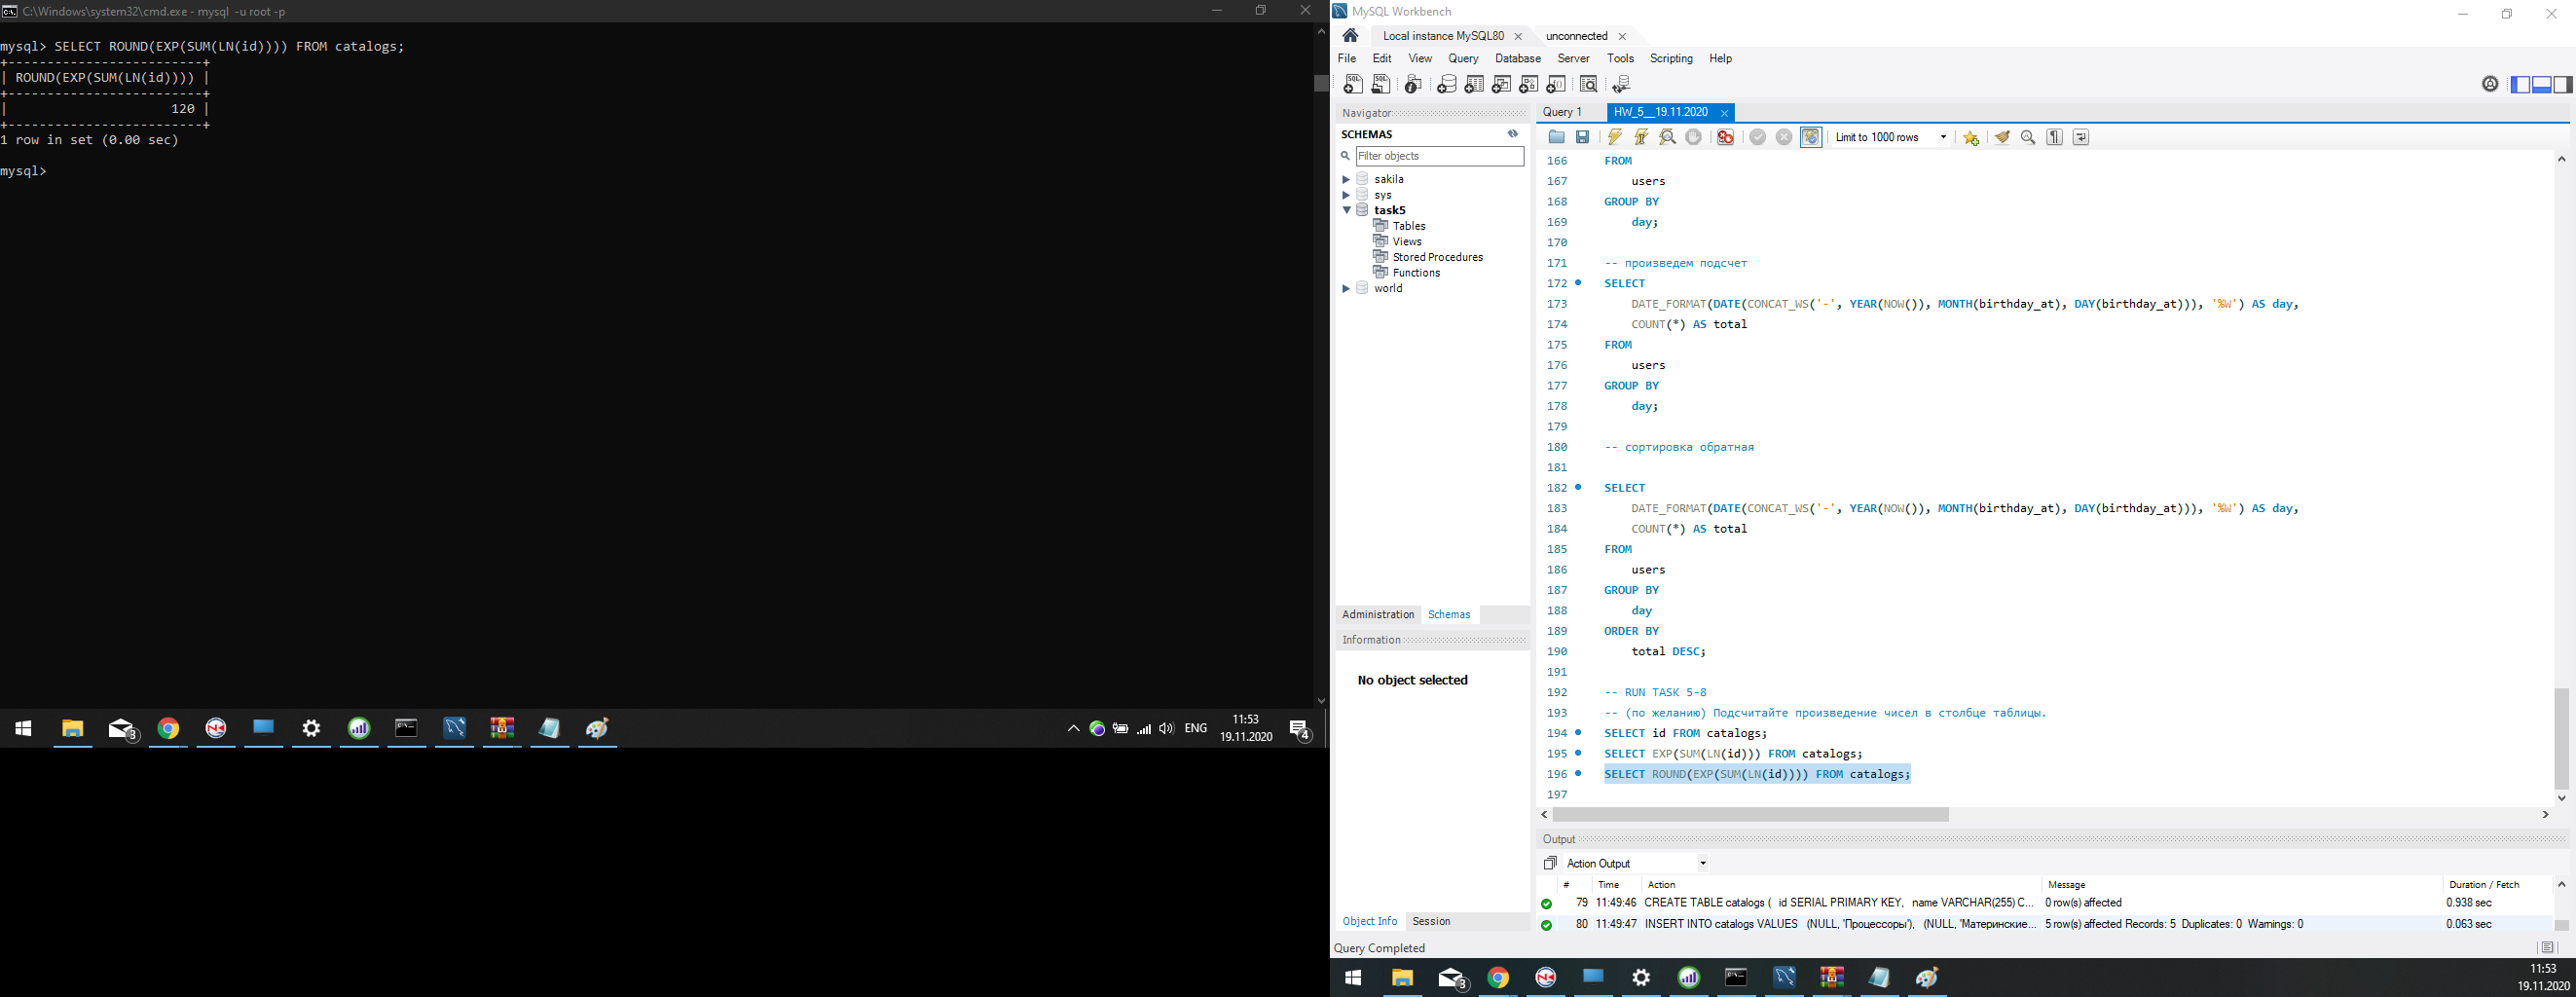 C:\Windows\system32\cmd.exe - mysql -u root -p
mysql> SELECT ROUND(EXP(SUM(LN(id)))) FROM catalogs;
+-------------------------+
| ROUND(EXP(SUM(LN(id)))) |
+-------------------------+
| 120 |
+-------------------------+
1 row in set (0.00 sec)
mysql>
3
ENG
11:53
19.11.2020
4
MySQL Workbench
Local instance MySQL80
unconnected
File Edit View Query Database Server Tools Scripting Help
Navigator
SCHEMAS
Filter objects
sakila
sys
task5
Tables
Views
Stored Procedures
Functions
world
Administration Schemas
Information
No object selected
Object Info Session
Query 1
HW_5__19.11.2020
Limit to 1000 rows
166 FROM
167 users
168 GROUP BY
169 day;
170
171 -- произведем подсчет
172 SELECT
173 DATE_FORMAT(DATE(CONCAT_WS('-', YEAR(NOW()), MONTH(birthday_at), DAY(birthday_at))), '%W') AS day,
174 COUNT(*) AS total
175 FROM
176 users
177 GROUP BY
178 day;
179
180 -- сортировка обратная
181
182 SELECT
183 DATE_FORMAT(DATE(CONCAT_WS('-', YEAR(NOW()), MONTH(birthday_at), DAY(birthday_at))), '%W') AS day,
184 COUNT(*) AS total
185 FROM
186 users
187 GROUP BY
188 day
189 ORDER BY
190 total DESC;
191
192 -- RUN TASK 5-8
193 -- (по желанию) Подсчитайте произведение чисел в столбце таблицы.
194 SELECT id FROM catalogs;
195 SELECT EXP(SUM(LN(id))) FROM catalogs;
196 SELECT ROUND(EXP(SUM(LN(id)))) FROM catalogs;
197
Output
Action Output
# Time Action Message Duration / Fetch
79 11:49:46 CREATE TABLE catalogs ( id SERIAL PRIMARY KEY, name VARCHAR(255) C... 0 row(s) affected 0.938 sec
80 11:49:47 INSERT INTO catalogs VALUES (NULL, 'Процессоры'), (NULL, 'Материнские... 5 row(s) affected Records: 5 Duplicates: 0 Warnings: 0 0.063 sec
Query Completed
3
11:53
19.11.2020